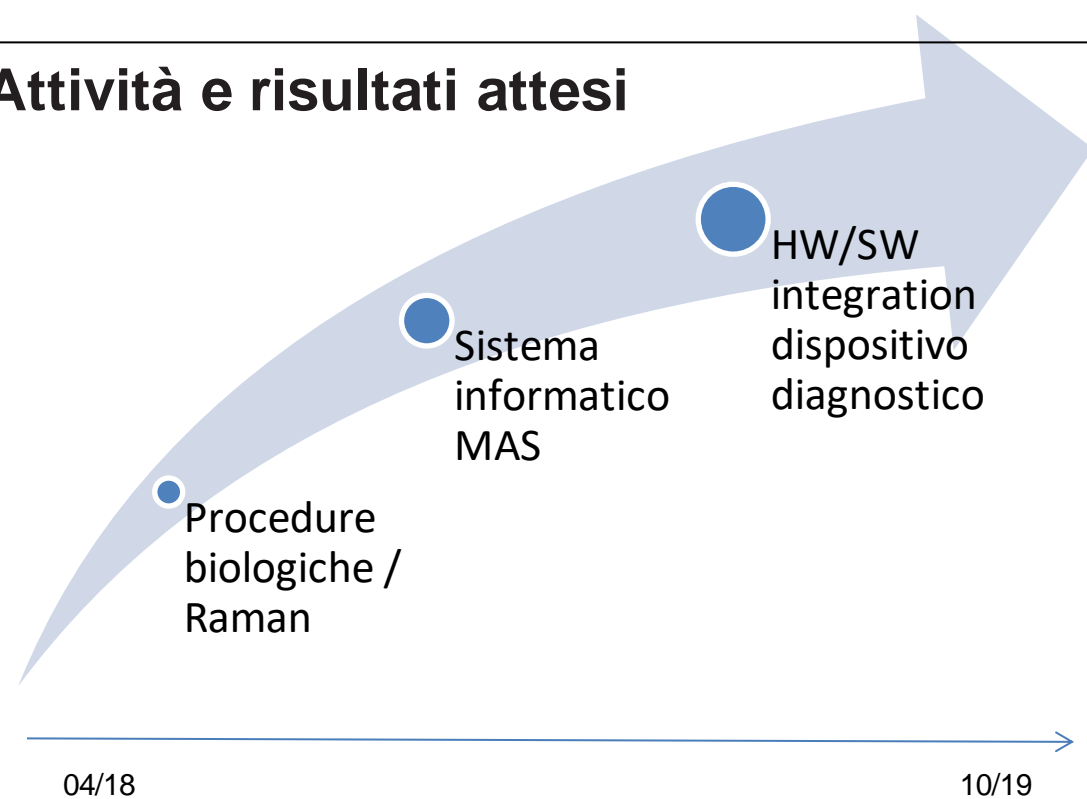 Attività e risultati attesi
HW/SW
integration
dispositivo
diagnostico
Sistema
informatico
MAS
Procedure
biologiche /
Raman
04/18
10/19